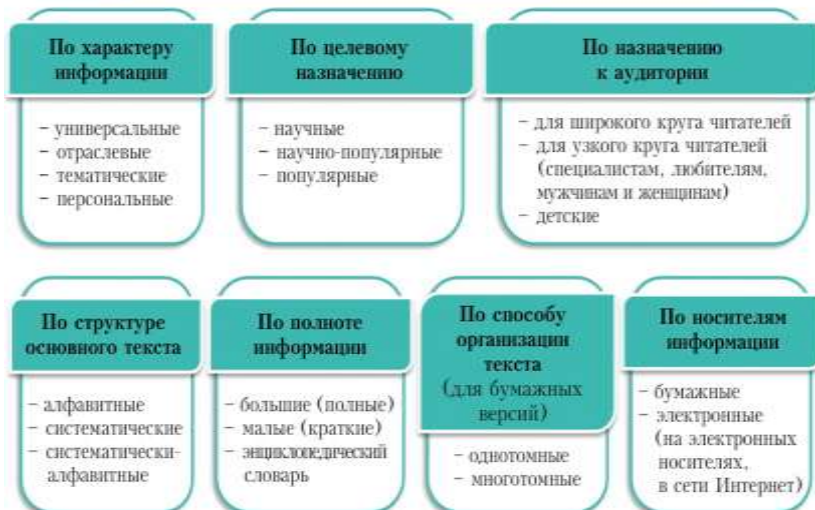 По характеру
информации
– универсальные
– отраслевые
– тематические
– персональные
По целевому
назначению
– научные
– научно-популярные
– популярные
По назначению
к аудитории
– для широкого круга читателей
– для узкого круга читателей
(специалистам, любителям,
мужчинам и женщинам)
– детские
По структуре
основного текста
– алфавитные
– систематические
– систематически-
алфавитные
По полноте
информации
– большие (полные)
– малые (краткие)
– энциклопедический
словарь
По способу
организации
текста
(для бумажных
версий)
– однотомные
– многотомные
По носителям
информации
– бумажные
– электронные
(на электронных
носителях,
в сети Интернет)